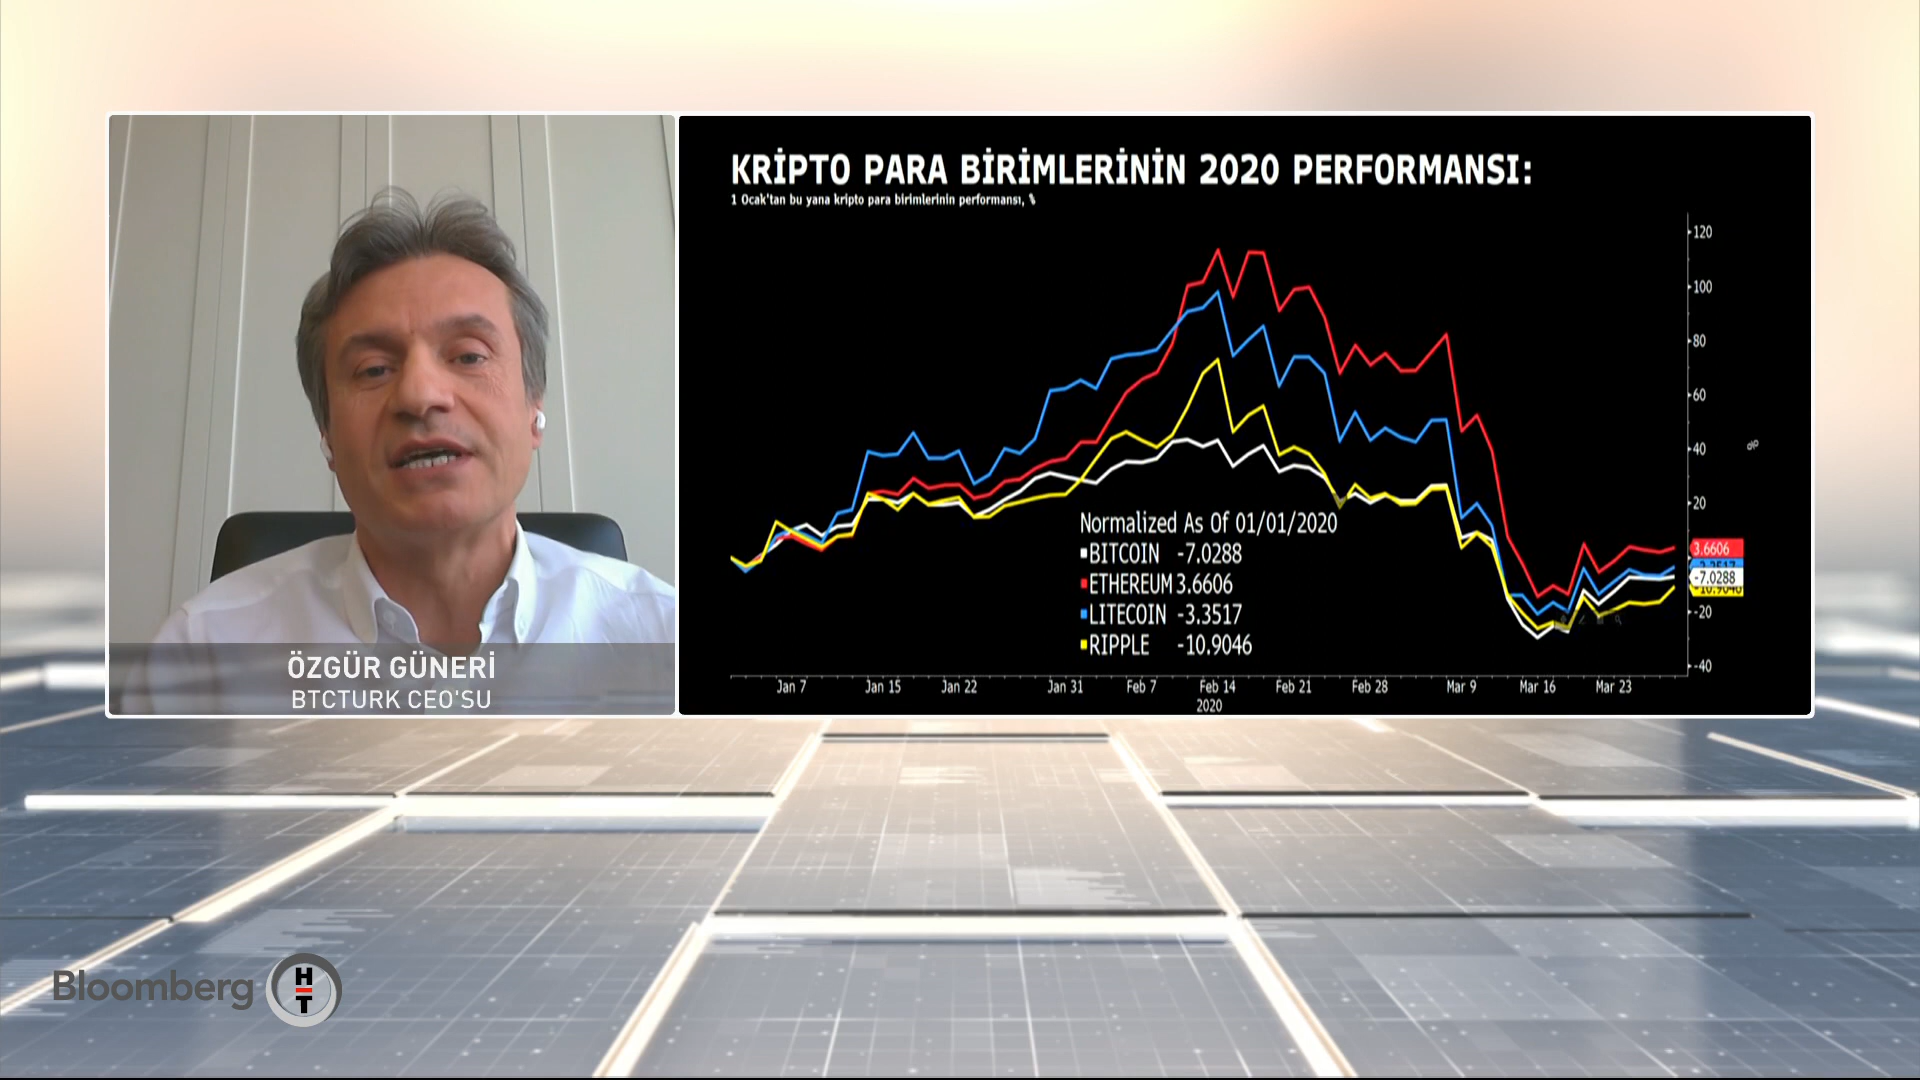 KRİPTO PARA BİRİMLERİNİN 2020 PERFORMANSI:
1 Ocak'tan bu yana kripto para birimlerinin performansı, %
120
100
80
60
40
20
-20
-40
%
3.6606
-7.0288
Normalized As Of 01/01/2020
BITCOIN -7.0288
ETHEREUM 3.6606
LITECOIN -3.3517
RIPPLE -10.9046
Jan 7 Jan 15 Jan 22 Jan 31 Feb 7 Feb 14 Feb 21 Feb 28 Mar 9 Mar 16 Mar 23
2020
ÖZGÜR GÜNERİ
BTCTURK CEO'SU
Bloomberg HT